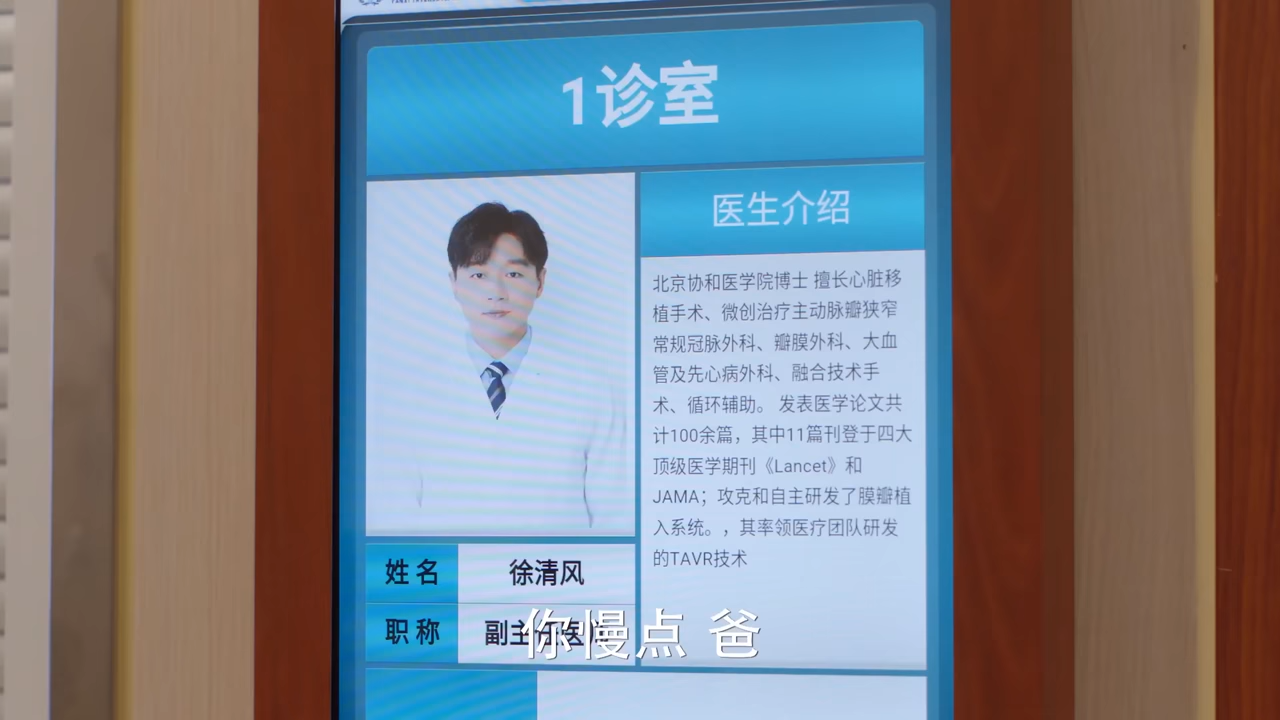 1诊室
医生介绍
北京协和医学院博士 擅长心脏移
植手术、微创治疗主动脉瓣狭窄
常规冠脉外科、瓣膜外科、大血
管及先心病外科、融合技术手
术、循环辅助。 发表医学论文共
计100余篇，其中11篇刊登于四大
顶级医学期刊《Lancet》和
JAMA；攻克和自主研发了膜瓣植
入系统。，其率领医疗团队研发
的TAVR技术
姓名 徐清风
职称 副主任医师
你慢点 爸